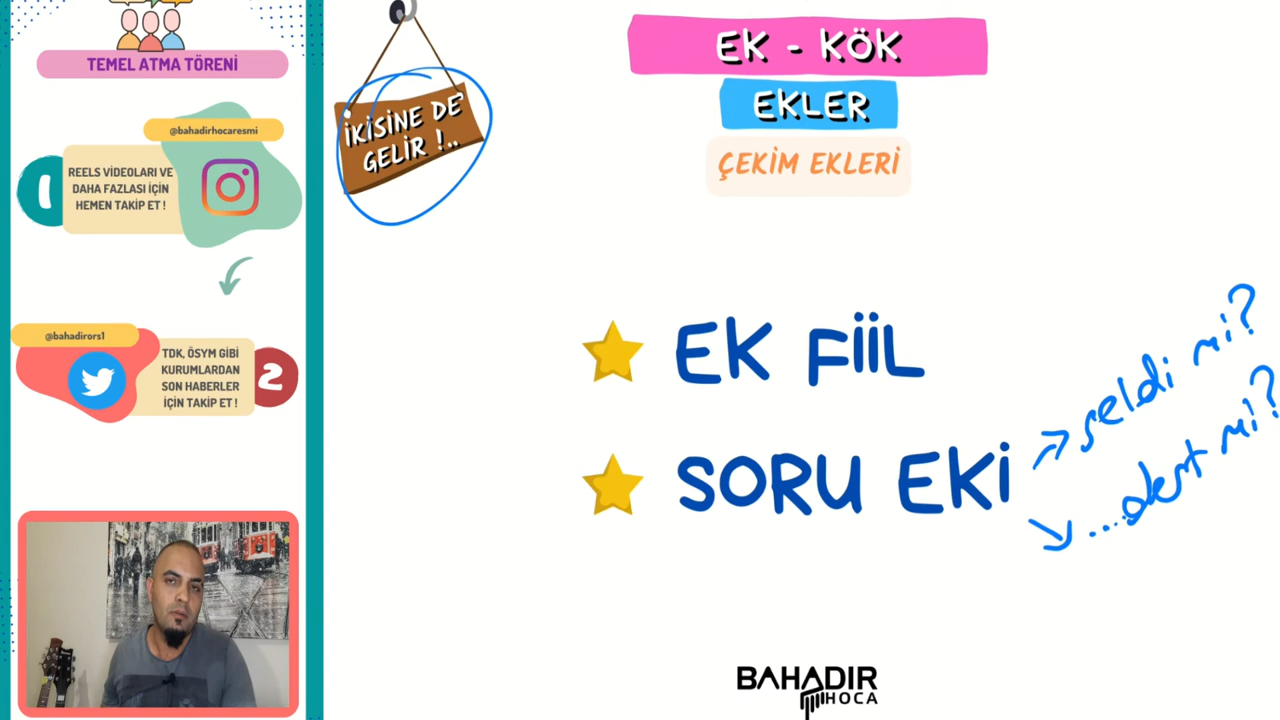 TEMEL ATMA TÖRENİ
@bahadirhocaresmi
1
REELS VİDEOLARI VE
DAHA FAZLASI İÇİN
HEMEN TAKİP ET !
@bahadirors1
TDK, ÖSYM GİBİ
KURUMLARDAN
SON HABERLER
İÇİN TAKİP ET !
2
İKİSİNE DE
GELİR !..
EK - KÖK
EKLER
ÇEKİM EKLERİ
EK FİİL
SORU EKİ
geldi mi?
mi?
BAHADIR
HOCA